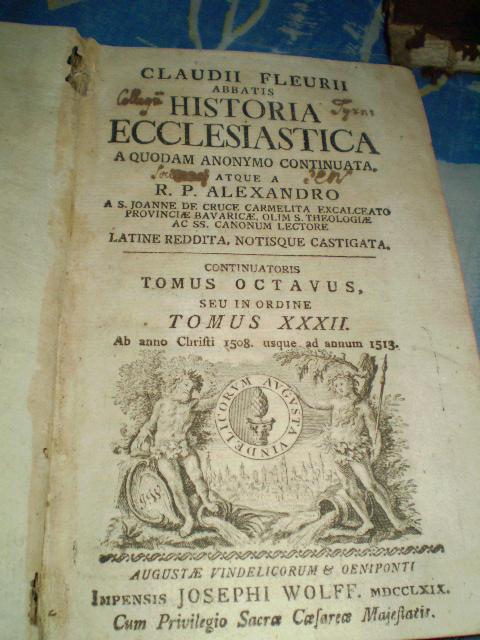 CLAUDII FLEURII
ABBATIS
HISTORIA
ECCLESIASTICA
A QUODAM ANONYMO CONTINUATA,
ATQUE A
R. P. ALEXANDRO
A S. JOANNE DE CRUCE CARMELITA EXCALCEATO
PROVINCIÆ BAVARICÆ, OLIM S. THEOLOGIÆ
AC SS. CANONUM LECTORE
LATINE REDDITA, NOTISQUE CASTIGATA.
CONTINUATORIS
TOMUS OCTAVUS,
SEU IN ORDINE
TOMUS XXXII.
Ab anno Christi 1508. usque ad annum 1513.
AUGUSTA VINDELICORVM
AUGUSTÆ VINDELICORUM & OENIPONTI
IMPENSIS JOSEPHI WOLFF. MDCCLXIX.
Cum Privilegio Sacræ Cæsareæ Majestatis.